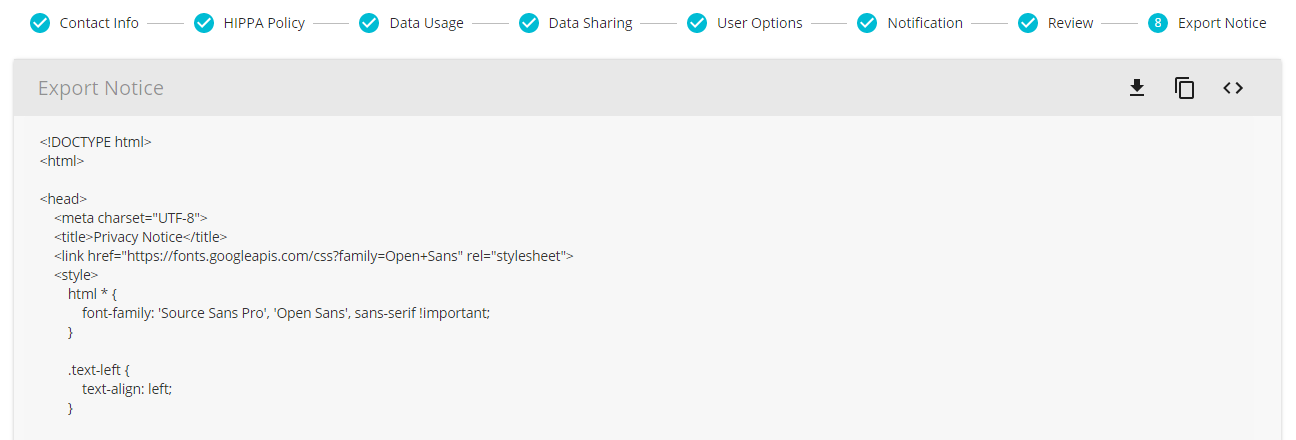 Contact Info HIPPA Policy Data Usage Data Sharing User Options Notification Review 8 Export Notice
Export Notice
<!DOCTYPE html>
<html>
<head>
<meta charset="UTF-8">
<title>Privacy Notice</title>
<link href="https://fonts.googleapis.com/css?family=Open+Sans" rel="stylesheet">
<style>
html * {
font-family: 'Source Sans Pro', 'Open Sans', sans-serif !important;
}
.text-left {
text-align: left;
}